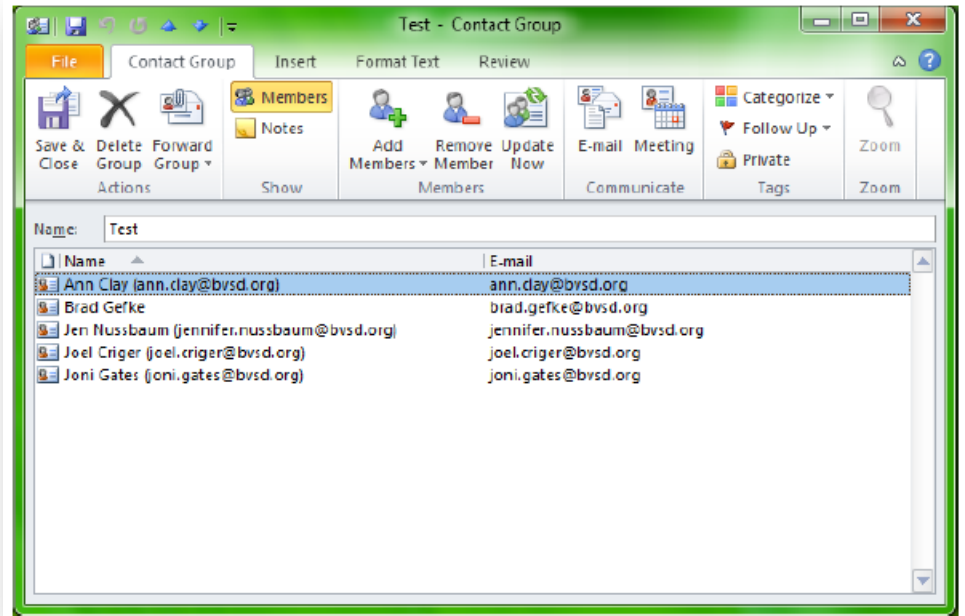 Test - Contact Group
File Contact Group Insert Format Text Review
Save & Close Delete Group Forward Group Members Notes Add Members Remove Member Update Now E-mail Meeting Categorize Follow Up Private Zoom
Actions Show Members Communicate Tags Zoom
Name: Test
Name E-mail
Ann Clay (ann.clay@bvsd.org) ann.clay@bvsd.org
Brad Gefke brad.gefke@bvsd.org
Jen Nussbaum (jennifer.nussbaum@bvsd.org) jennifer.nussbaum@bvsd.org
Joel Criger (joel.criger@bvsd.org) joel.criger@bvsd.org
Joni Gates (joni.gates@bvsd.org) joni.gates@bvsd.org